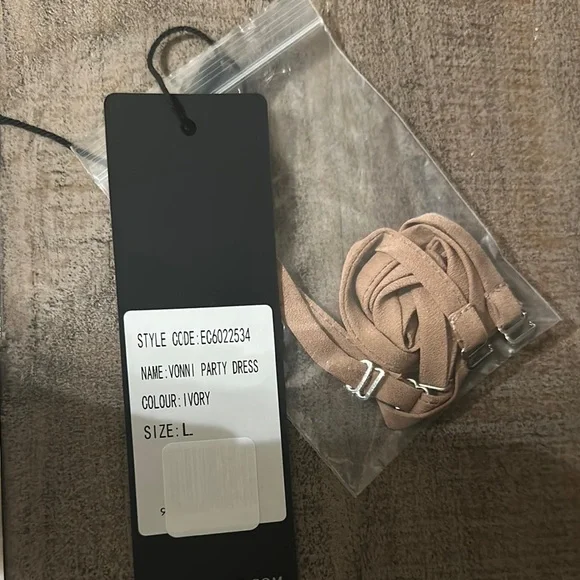 STYLE CODE:EC6022534
NAME:VONNI PARTY DRESS
COLOUR:IVORY
SIZE:L